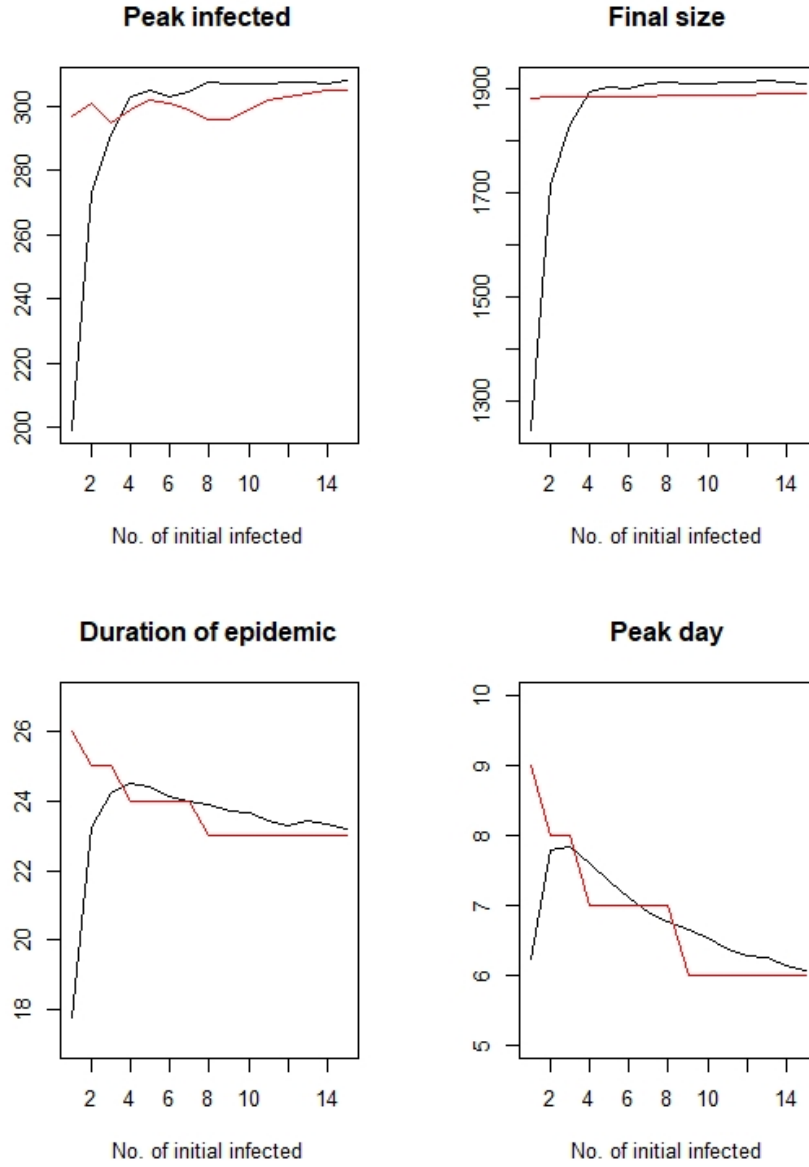 Peak infected
300
280
260
240
220
200
2 4 6 8 10 14
No. of initial infected
Final size
1900
1700
1500
1300
2 4 6 8 10 14
No. of initial infected
Duration of epidemic
26
24
22
20
18
2 4 6 8 10 14
No. of initial infected
Peak day
10
9
8
7
6
5
2 4 6 8 10 14
No. of initial infected